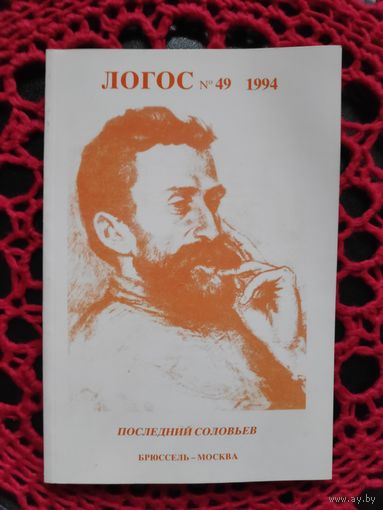 ЛОГОС № 49 1994
ПОСЛЕДНИЙ СОЛОВЬЕВ
БРЮССЕЛЬ – МОСКВА
© www.ay.by